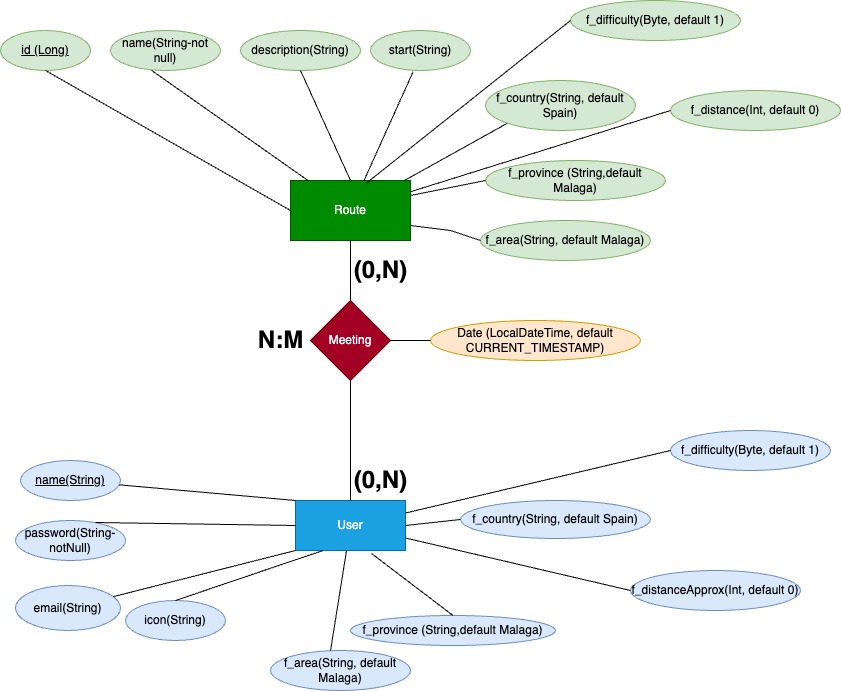 f_difficulty(Byte, default 1)
id (Long)
name(String-not
null)
description(String)
start(String)
f_country(String, default
Spain)
f_distance(Int, default 0)
f_province (String,default
Malaga)
Route
f_area(String, default Malaga)
(0,N)
N:M
Meeting
Date (LocalDateTime, default
CURRENT_TIMESTAMP)
(0,N)
f_difficulty(Byte, default 1)
name(String)
User
f_country(String, default Spain)
password(String-
notNull)
f_distanceApprox(Int, default 0)
email(String)
icon(String)
f_province (String,default Malaga)
f_area(String, default
Malaga)